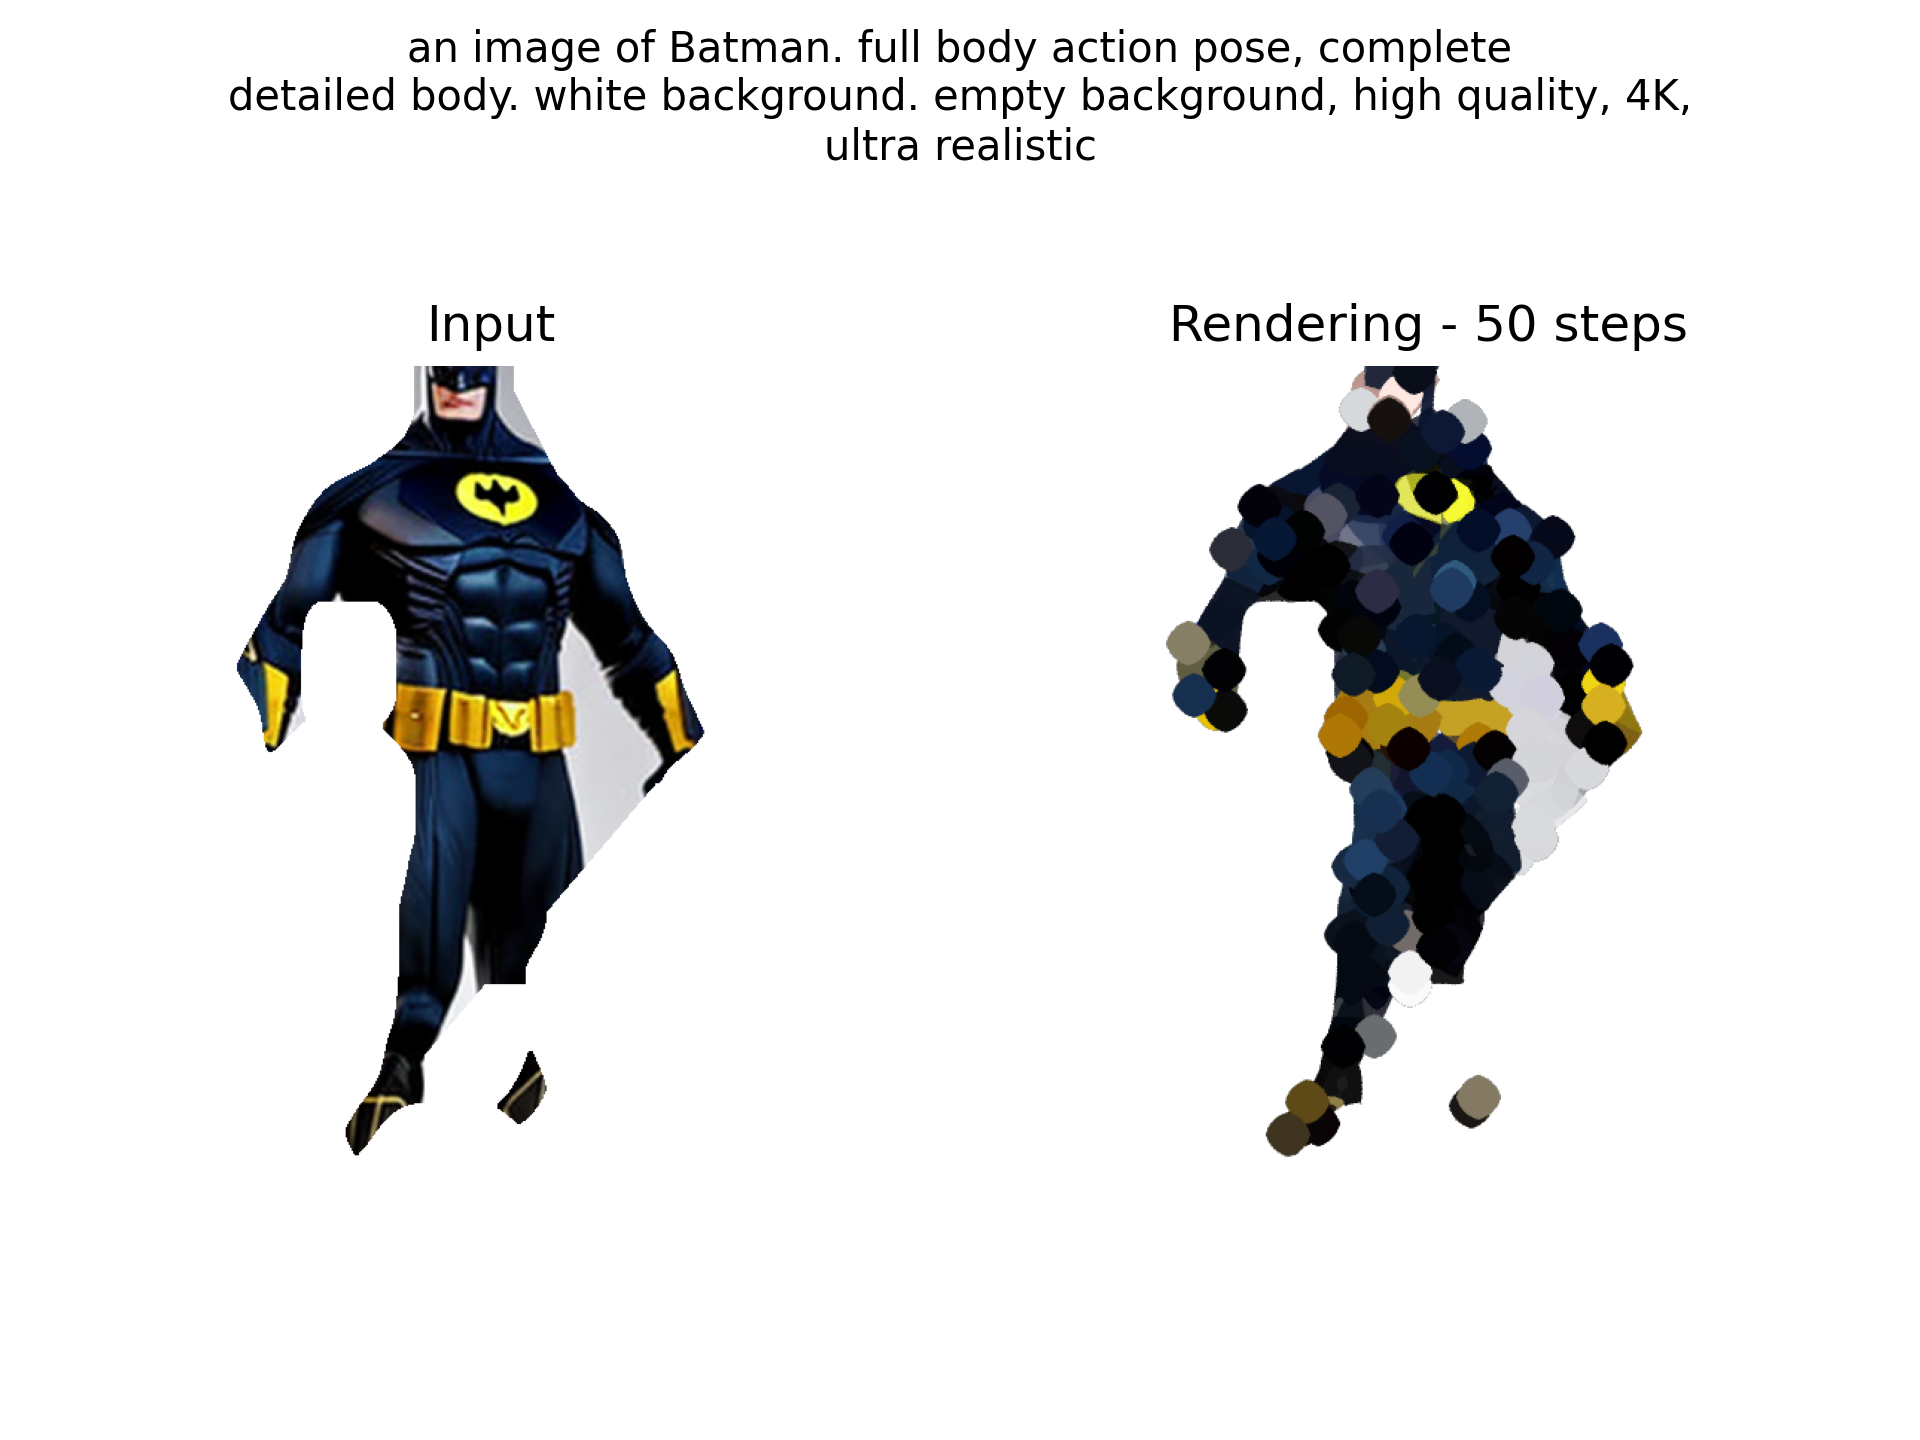 an image of Batman. full body action pose, complete
detailed body. white background. empty background, high quality, 4K,
ultra realistic
Input
Rendering - 50 steps